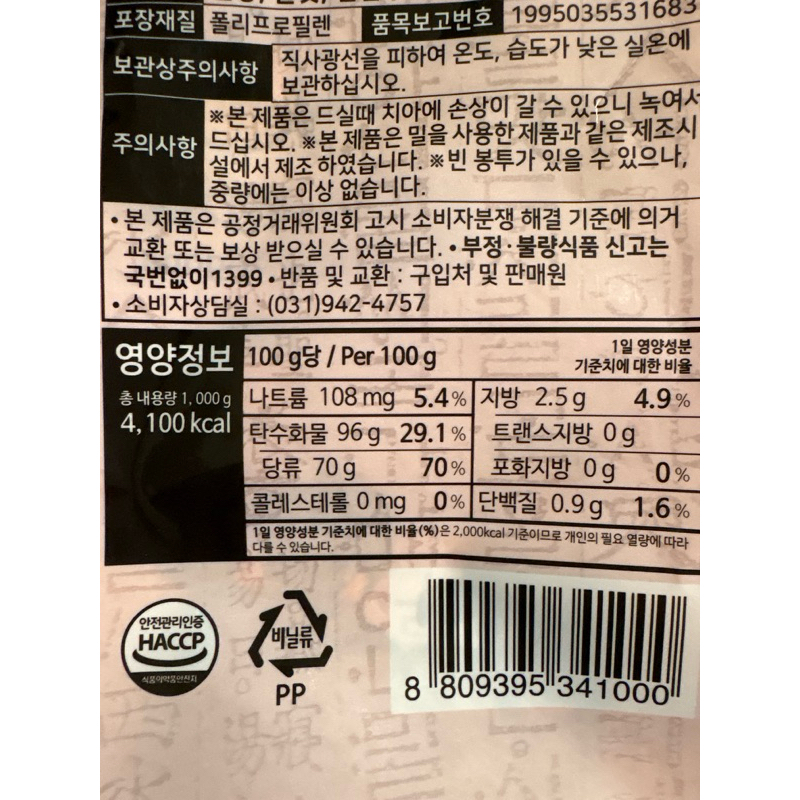 포장재질 폴리프로필렌 품목보고번호 1995035531683
보관상주의사항 직사광선을 피하여 온도, 습도가 낮은 실온에
보관하십시오.
주의사항 ※본 제품은 드실때 치아에 손상이 갈 수 있으니 녹여서
드십시오. ※본 제품은 밀을 사용한 제품과 같은 제조시
설에서 제조 하였습니다. ※빈 봉투가 있을 수 있으나,
중량에는 이상 없습니다.
• 본 제품은 공정거래위원회 고시 소비자분쟁 해결 기준에 의거
교환 또는 보상 받으실 수 있습니다. • 부정·불량식품 신고는
국번없이1399 • 반품 및 교환 : 구입처 및 판매원
• 소비자상담실 : (031)942-4757
영양정보 100 g당 / Per 100 g 1일 영양성분
기준치에 대한 비율
총 내용량 1,000 g
4,100 kcal
나트륨 108 mg 5.4 % 지방 2.5 g 4.9 %
탄수화물 96 g 29.1 % 트랜스지방 0 g
당류 70 g 70 % 포화지방 0 g 0 %
콜레스테롤 0 mg 0 % 단백질 0.9 g 1.6 %
1일 영양성분 기준치에 대한 비율(%)은 2,000kcal 기준이므로 개인의 필요 열량에 따라
다를 수 있습니다.
안전관리인증
HACCP
식품의약품안전처
비닐류
PP
8 809395 341000